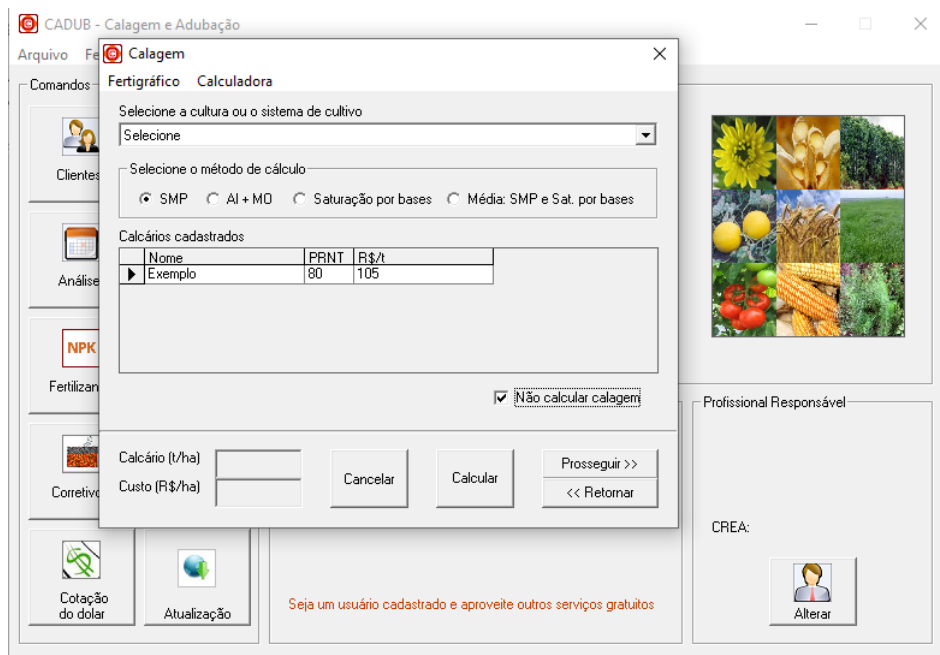 CADUB - Calagem e Adubação
Arquivo Fe
Calagem
Fertigráfico Calculadora
Selecione a cultura ou o sistema de cultivo
Selecione
Selecione o método de cálculo
SMP Al + MO Saturação por bases Média: SMP e Sat. por bases
Calcários cadastrados
Nome PRNT R$/t
Exemplo 80 105
Não calcular calagem
Calcário (t/ha)
Custo (R$/ha)
Cancelar
Calcular
Prosseguir >>
<< Retornar
Comandos
Clientes
Análise
NPK
Fertilizan
Corretivo
Cotação
do dolar
Atualização
Seja um usuário cadastrado e aproveite outros serviços gratuitos
Profissional Responsável
CREA:
Alterar